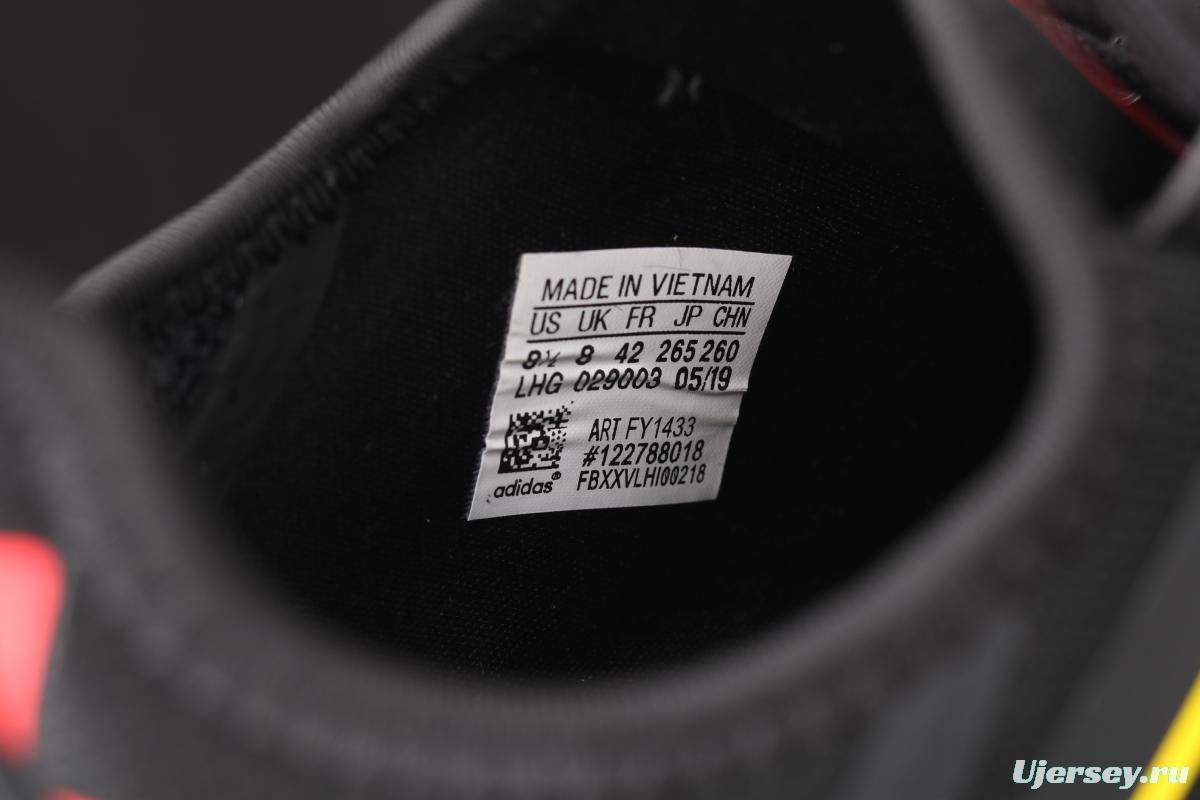 MADE IN VIETNAM
US UK FR JP CHN
8½ 8 42 265 260
LHG 029003 05/19
ART FY1433
#122788018
FBXXVLHI00218
adidas®
Ujersey.ru